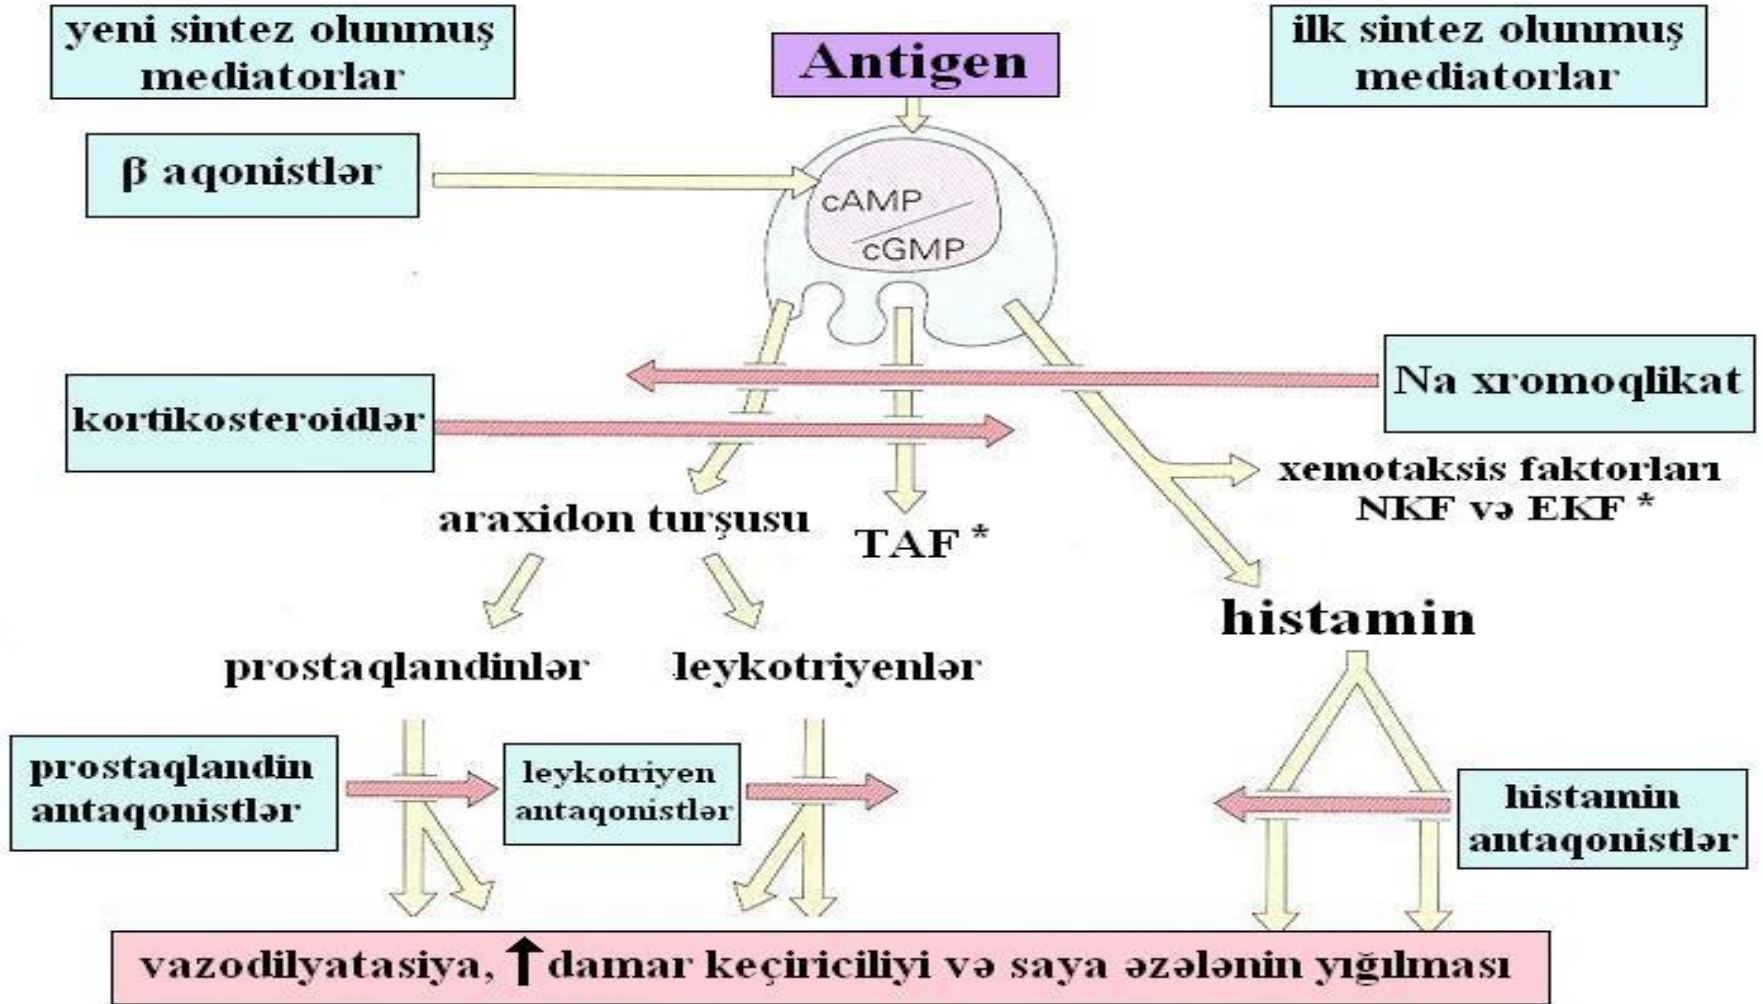 yeni sintez olunmuş
mediatorlar
Antigen
ilk sintez olunmuş
mediatorlar
β aqonistlər
cAMP
cGMP
Na xromoqlikat
kortikosteroidlər
xemotaksis faktorları
NKF və EKF *
araxidon turşusu
TAF *
histamin
prostaqlandinlər
leykotriyenlər
prostaqlandin
antaqonistlər
leykotriyen
antaqonistlər
histamin
antaqonistlər
vazodilyatasiya, ↑ damar keçiriciliyi və saya əzələnin yığılması